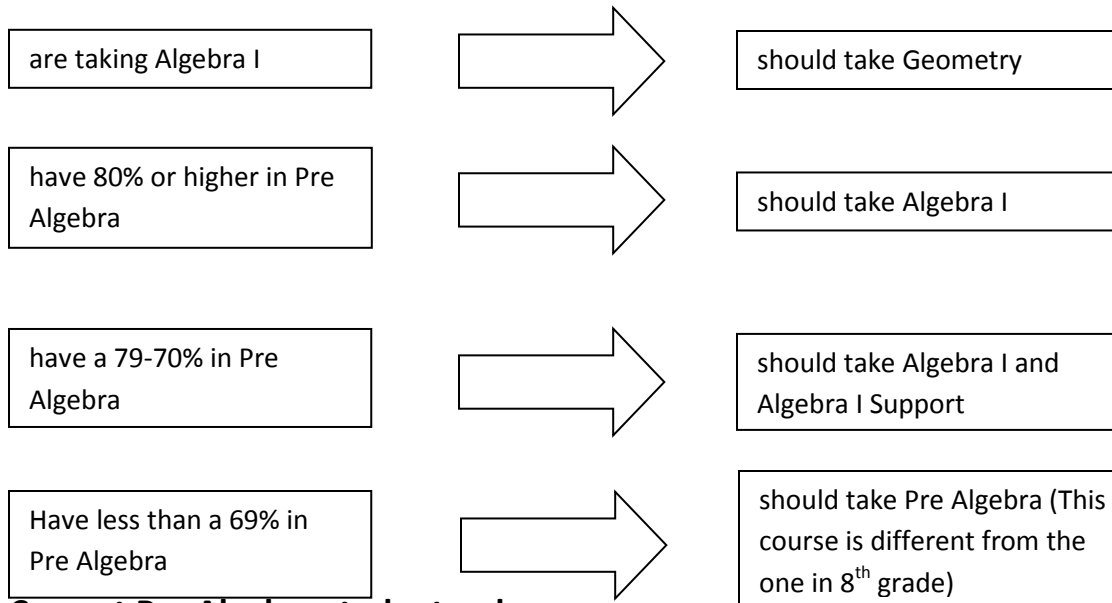 are taking Algebra I
should take Geometry
have 80% or higher in Pre
Algebra
should take Algebra I
have a 79-70% in Pre
Algebra
should take Algebra I and
Algebra I Support
Have less than a 69% in
Pre Algebra
should take Pre Algebra (This
course is different from the
one in 8th grade)